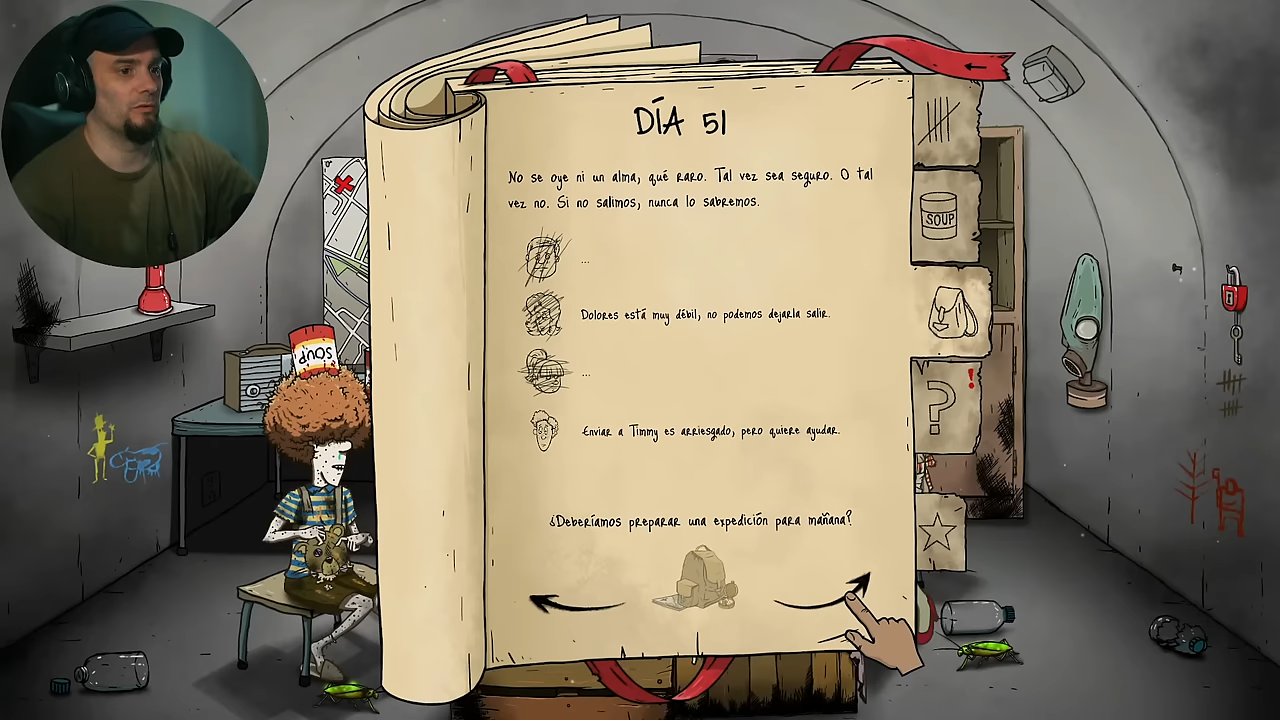 DÍA 51
No se oye ni un alma, qué raro. Tal vez sea seguro. O tal
vez no. Si no salimos, nunca lo sabremos.
...
Dolores está muy débil, no podemos dejarla salir.
...
Enviar a Timmy es arriesgado, pero quiere ayudar.
¿Deberíamos preparar una expedición para mañana?
SOUP
?
!
SOUP